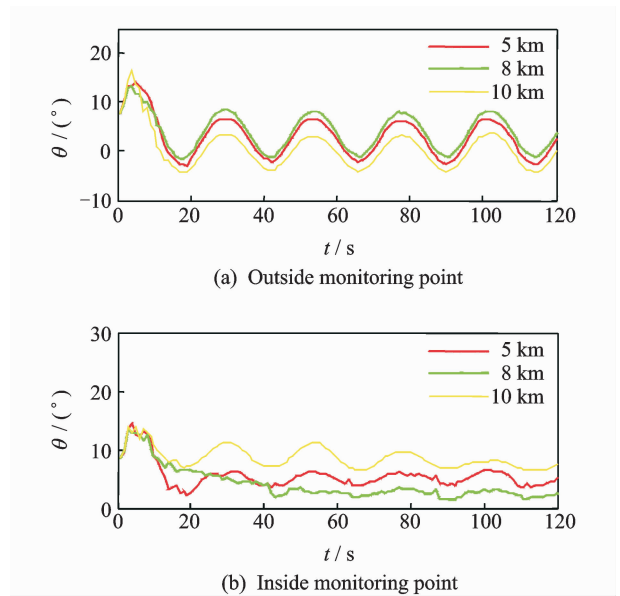 20
10
0
−10
θ / (°)
5 km
8 km
10 km
0 20 40 60 80 100 120
t / s
(a) Outside monitoring point
30
20
10
0
θ / (°)
5 km
8 km
10 km
0 20 40 60 80 100 120
t / s
(b) Inside monitoring point